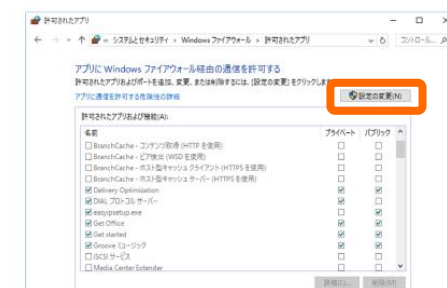 許可されたアプリ
システムとセキュリティ › Windows ファイアウォール › 許可されたアプリ
コントロール...
アプリに Windows ファイアウォール経由の通信を許可する
許可されたアプリおよびポートを追加、変更、または削除するには、[設定の変更] をクリックします
アプリに通信を許可する危険性の詳細
設定の変更(N)
許可されたアプリおよび機能(A):
名前 プライベート パブリック
BranchCache - コンテンツ取得 (HTTP を使用)
BranchCache - ピア検出 (WSD を使用)
BranchCache - ホスト型キャッシュ クライアント (HTTPS を使用)
BranchCache - ホスト型キャッシュ サーバー (HTTPS を使用)
Delivery Optimization
DIAL プロトコル サーバー
easyipsetup.exe
Get Office
Get started
Groove ミュージック
iSCSI サービス
Media Center Extender
詳細(L)... 削除(M)